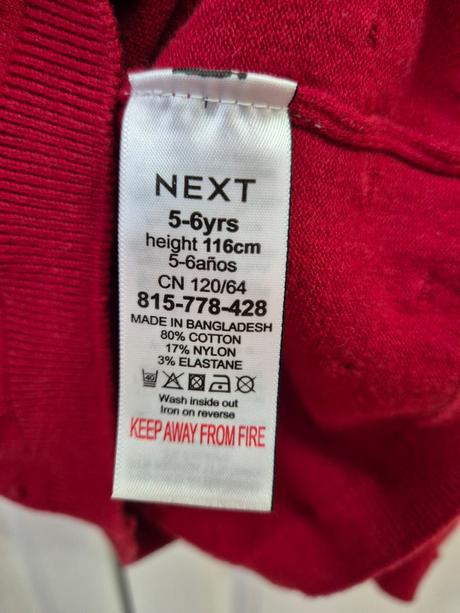 NEXT
5-6yrs
height 116cm
5-6años
CN 120/64
815-778-428
MADE IN BANGLADESH
80% COTTON
17% NYLON
3% ELASTANE
40
Wash inside out
Iron on reverse
KEEP AWAY FROM FIRE